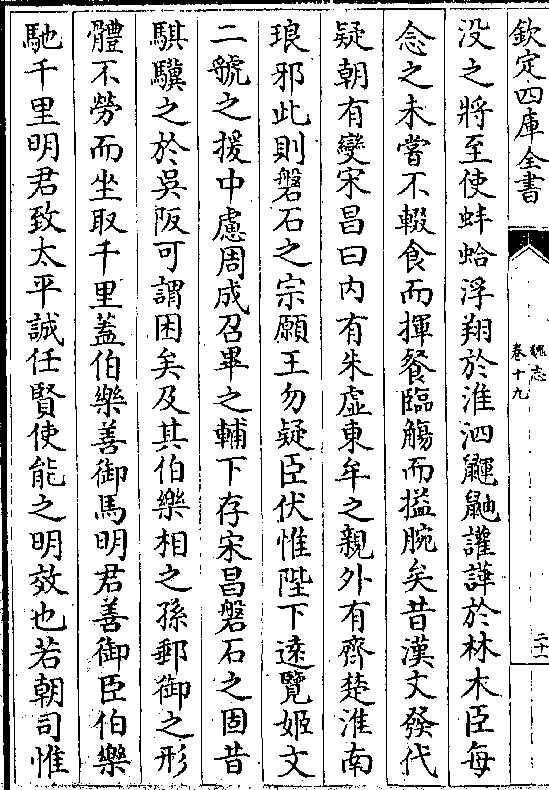 欽定四庫全書
魏志
卷十九
二十一
没之將至使蚌蛤浮翔於淮泗鼲鼬讙譁於林木臣每
念之未嘗不輟食而揮餐臨觴而搤腕矣昔漢文發代
疑朝有變宋昌曰内有朱虛東牟之親外有齊楚淮南
琅邪此則磐石之宗願王勿疑臣伏惟陛下逺覽姬文
二虢之援中慮周成召畢之輔下存宋昌磐石之固昔
騏驥之於吳阪可謂困矣及其伯樂相之孫郵御之形
體不勞而坐取千里蓋伯樂善御馬明君善御臣伯樂
馳千里明君致太平誠任賢使能之明效也若朝司惟